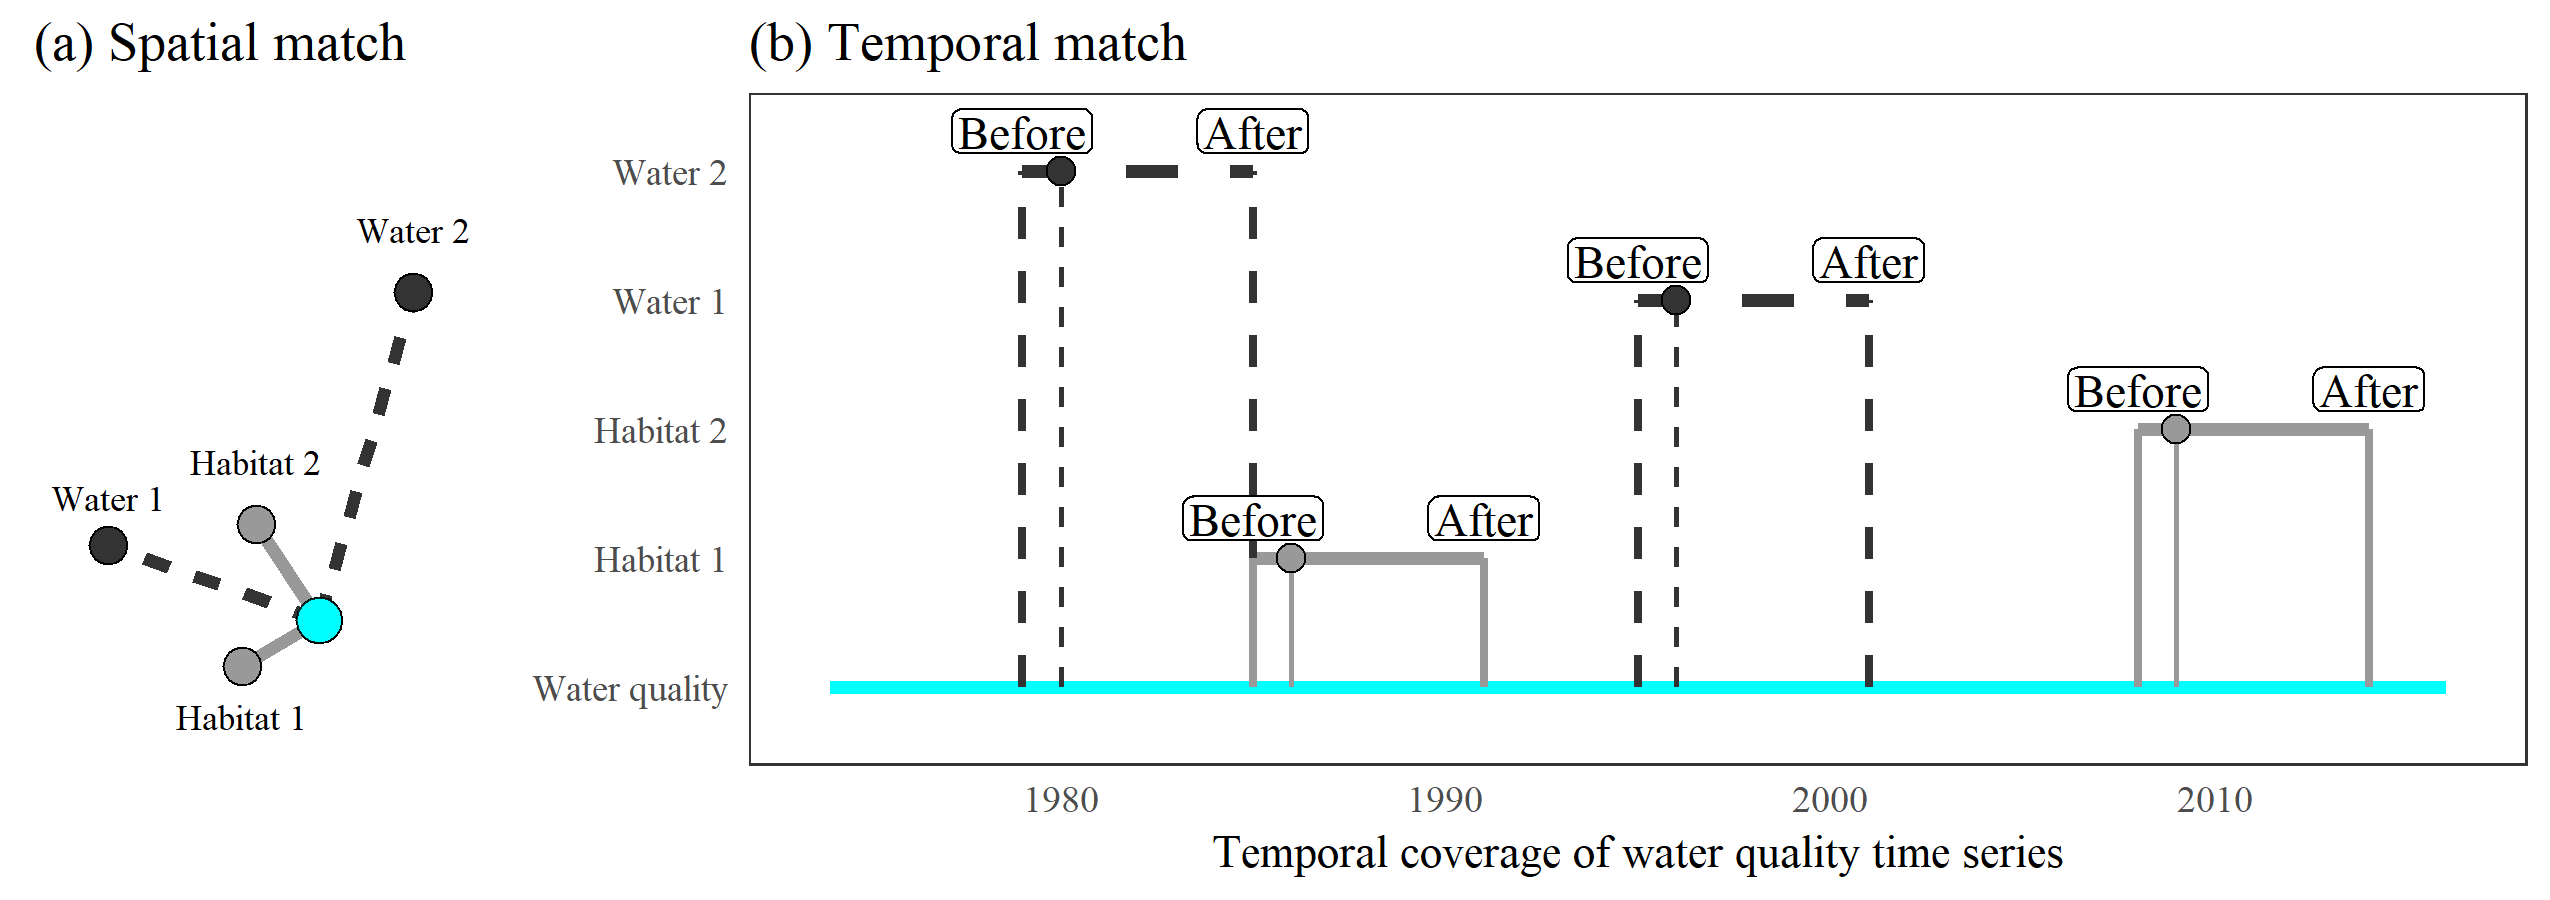 (a) Spatial match
Water 2
Habitat 2
Water 1
Habitat 1
(b) Temporal match
Water 2
Water 1
Habitat 2
Habitat 1
Water quality
Before
After
Before
After
Before
After
Before
After
1980
1990
2000
2010
Temporal coverage of water quality time series